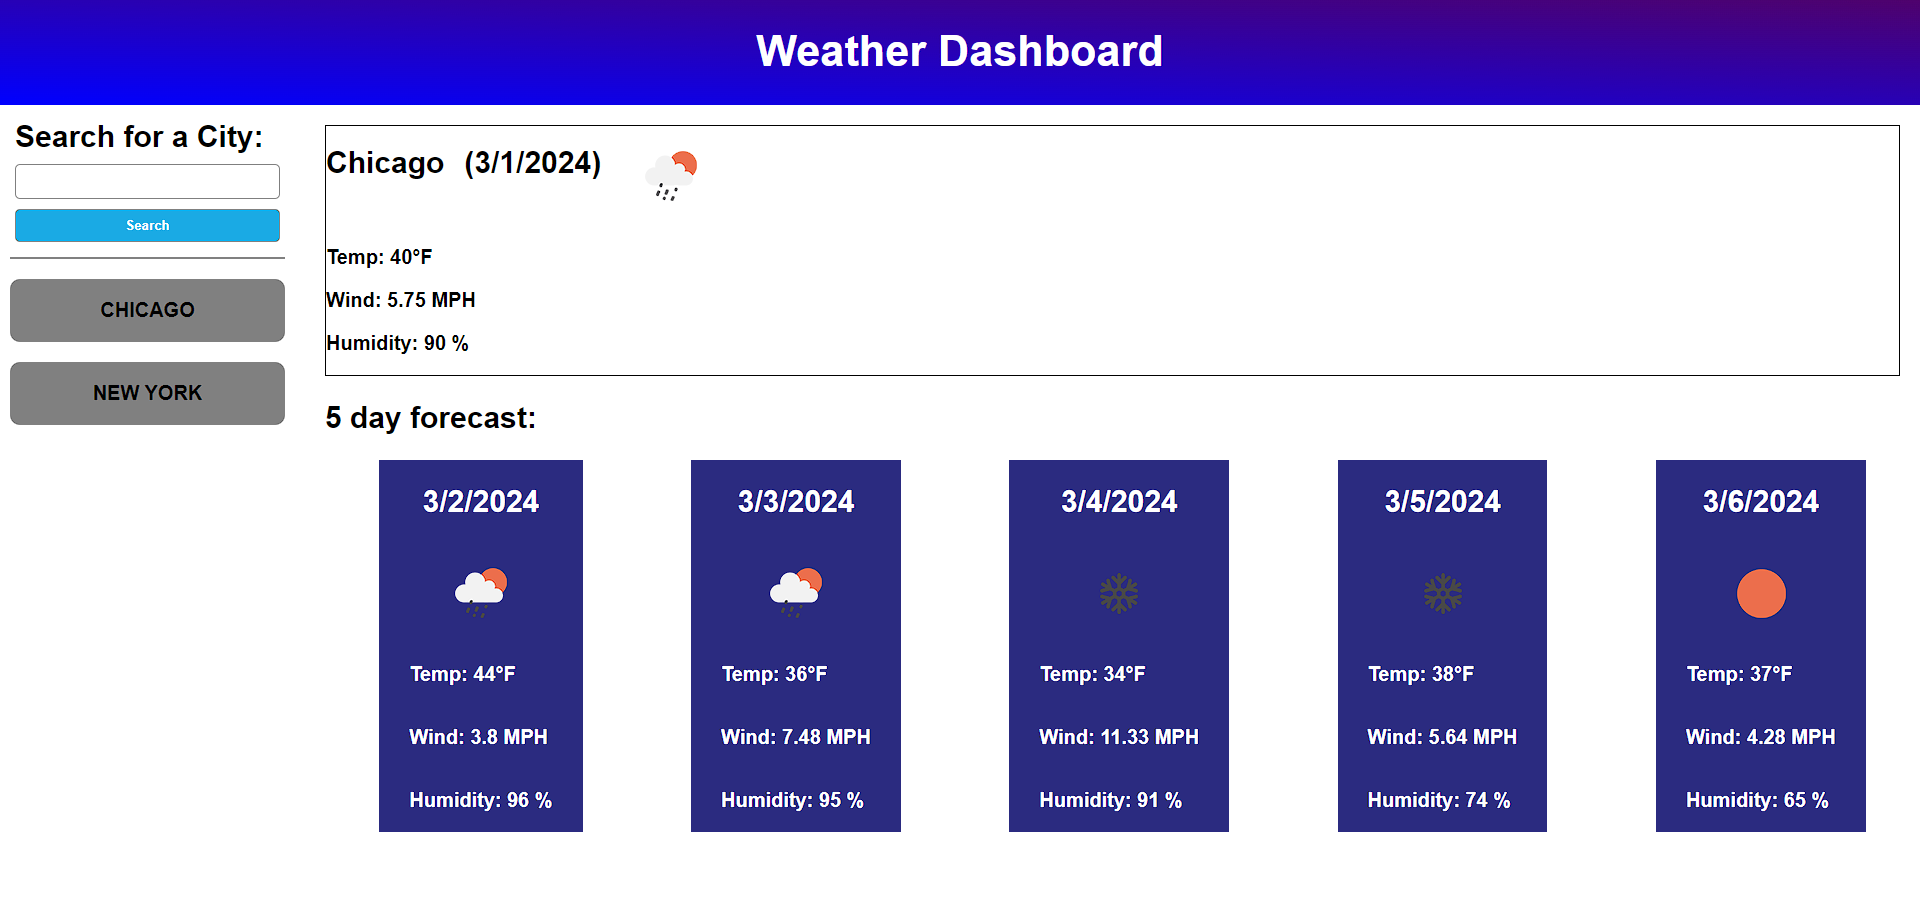 Weather Dashboard
Search for a City:
Search
CHICAGO
NEW YORK
Chicago (3/1/2024)
Temp: 40°F
Wind: 5.75 MPH
Humidity: 90 %
5 day forecast:
3/2/2024
Temp: 44°F
Wind: 3.8 MPH
Humidity: 96 %
3/3/2024
Temp: 36°F
Wind: 7.48 MPH
Humidity: 95 %
3/4/2024
Temp: 34°F
Wind: 11.33 MPH
Humidity: 91 %
3/5/2024
Temp: 38°F
Wind: 5.64 MPH
Humidity: 74 %
3/6/2024
Temp: 37°F
Wind: 4.28 MPH
Humidity: 65 %